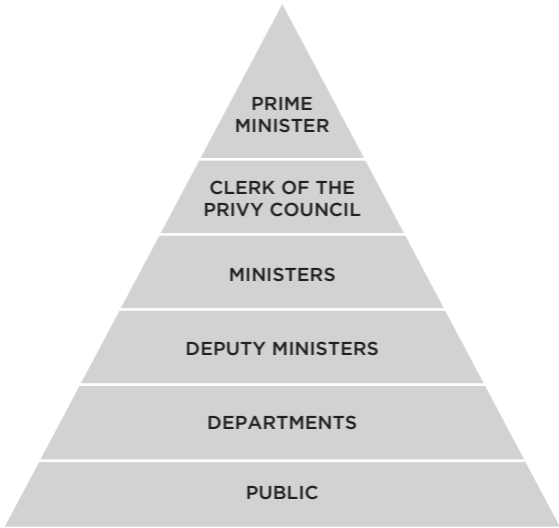 PRIME
MINISTER
CLERK OF THE
PRIVY COUNCIL
MINISTERS
DEPUTY MINISTERS
DEPARTMENTS
PUBLIC